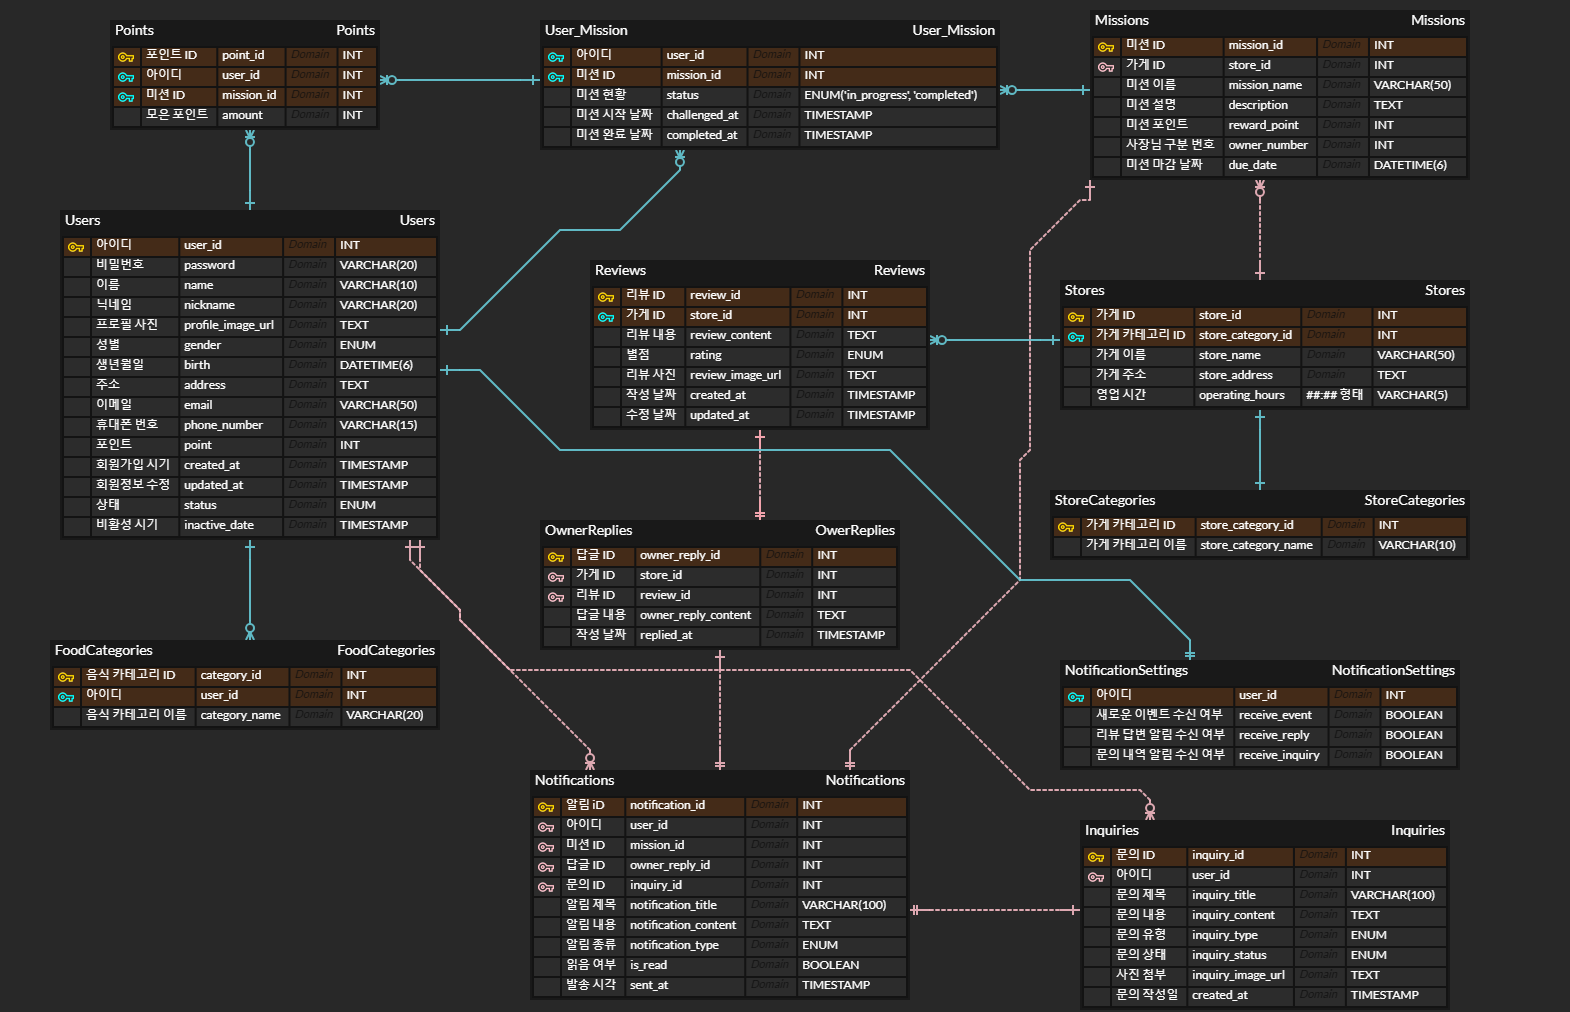 Points Points
포인트 ID point_id Domain INT
아이디 user_id Domain INT
미션 ID mission_id Domain INT
모은 포인트 amount Domain INT
User_Mission User_Mission
아이디 user_id Domain INT
미션 ID mission_id Domain INT
미션 현황 status Domain ENUM('in_progress', 'completed')
미션 시작 날짜 challenged_at Domain TIMESTAMP
미션 완료 날짜 completed_at Domain TIMESTAMP
Missions Missions
미션 ID mission_id Domain INT
가게 ID store_id Domain INT
미션 이름 mission_name Domain VARCHAR(50)
미션 설명 description Domain TEXT
미션 포인트 reward_point Domain INT
사장님 구분 번호 owner_number Domain INT
미션 마감 날짜 due_date Domain DATETIME(6)
Users Users
아이디 user_id Domain INT
비밀번호 password Domain VARCHAR(20)
이름 name Domain VARCHAR(10)
닉네임 nickname Domain VARCHAR(20)
프로필 사진 profile_image_url Domain TEXT
성별 gender Domain ENUM
생년월일 birth Domain DATETIME(6)
주소 address Domain TEXT
이메일 email Domain VARCHAR(50)
휴대폰 번호 phone_number Domain VARCHAR(15)
포인트 point Domain INT
회원가입 시기 created_at Domain TIMESTAMP
회원정보 수정 updated_at Domain TIMESTAMP
상태 status Domain ENUM
비활성 시기 inactive_date Domain TIMESTAMP
Reviews Reviews
리뷰 ID review_id Domain INT
가게 ID store_id Domain INT
리뷰 내용 review_content Domain TEXT
별점 rating Domain ENUM
리뷰 사진 review_image_url Domain TEXT
작성 날짜 created_at Domain TIMESTAMP
수정 날짜 updated_at Domain TIMESTAMP
Stores Stores
가게 ID store_id Domain INT
가게 카테고리 ID store_category_id Domain INT
가게 이름 store_name Domain VARCHAR(50)
가게 주소 store_address Domain TEXT
영업 시간 operating_hours ##:## 형태 VARCHAR(5)
StoreCategories StoreCategories
가게 카테고리 ID store_category_id Domain INT
가게 카테고리 이름 store_category_name Domain VARCHAR(10)
OwnerReplies OwerReplies
답글 ID owner_reply_id Domain INT
가게 ID store_id Domain INT
리뷰 ID review_id Domain INT
답글 내용 owner_reply_content Domain TEXT
작성 날짜 replied_at Domain TIMESTAMP
FoodCategories FoodCategories
음식 카테고리 ID category_id Domain INT
아이디 user_id Domain INT
음식 카테고리 이름 category_name Domain VARCHAR(20)
NotificationSettings NotificationSettings
아이디 user_id Domain INT
새로운 이벤트 수신 여부 receive_event Domain BOOLEAN
리뷰 답변 알림 수신 여부 receive_reply Domain BOOLEAN
문의 내역 알림 수신 여부 receive_inquiry Domain BOOLEAN
Notifications Notifications
알림 iD notification_id Domain INT
아이디 user_id Domain INT
미션 ID mission_id Domain INT
답글 ID owner_reply_id Domain INT
문의 ID inquiry_id Domain INT
알림 제목 notification_title Domain VARCHAR(100)
알림 내용 notification_content Domain TEXT
알림 종류 notification_type Domain ENUM
읽음 여부 is_read Domain BOOLEAN
발송 시각 sent_at Domain TIMESTAMP
Inquiries Inquiries
문의 ID inquiry_id Domain INT
아이디 user_id Domain INT
문의 제목 inquiry_title Domain VARCHAR(100)
문의 내용 inquiry_content Domain TEXT
문의 유형 inquiry_type Domain ENUM
문의 상태 inquiry_status Domain ENUM
사진 첨부 inquiry_image_url Domain TEXT
문의 작성일 created_at Domain TIMESTAMP